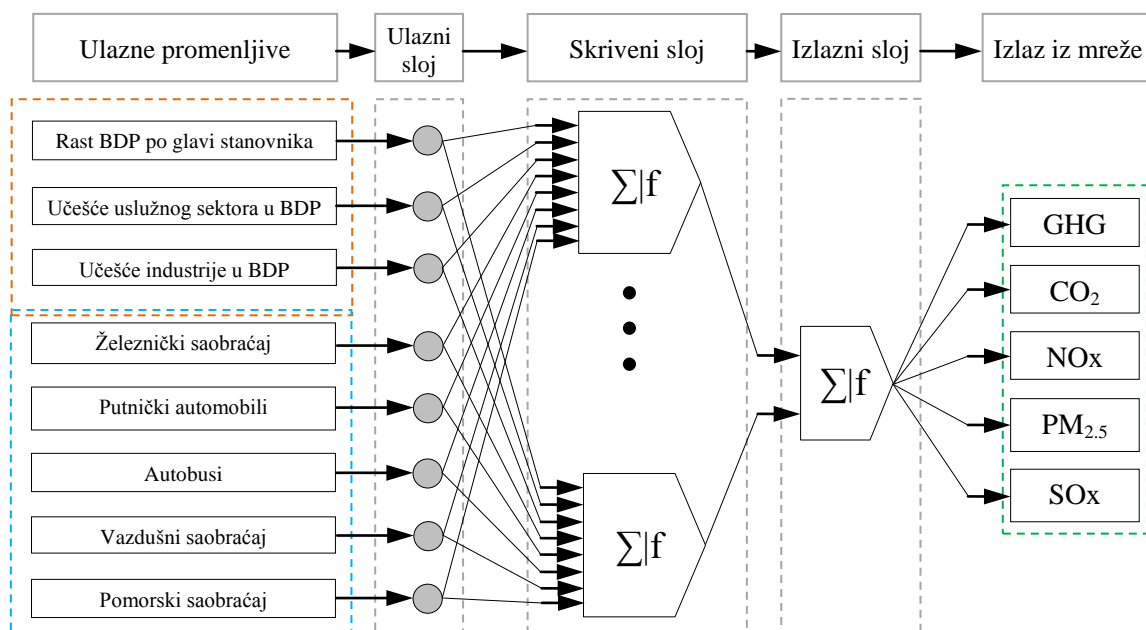 Ulazne promenljive
Ulazni
sloj
Skriveni sloj
Izlazni sloj
Izlaz iz mreže
Rast BDP po glavi stanovnika
Učešće uslužnog sektora u BDP
Učešće industrije u BDP
Železnički saobraćaj
Putnički automobili
Autobusi
Vazdušni saobraćaj
Pomorski saobraćaj
∑|f
∑|f
∑|f
GHG
CO₂
NOx
PM₂.₅
SOx